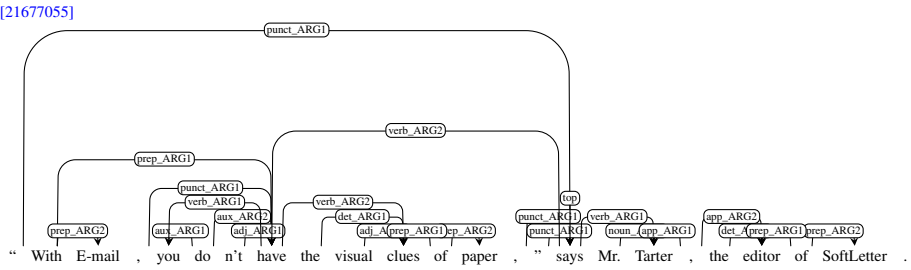 [21677055]
punct_ARG1
verb_ARG2
prep_ARG1
punct_ARG1
verb_ARG1 verb_ARG2 top
aux_ARG2 det_ARG1 punct_ARG1 verb_ARG1 app_ARG2
prep_ARG2 aux_ARG1 adj_ARG1 adj_A prep_ARG1 ep_ARG2 punct_ARG1 noun_ app_ARG1 det_A prep_ARG1 prep_ARG2
“ With E-mail , you do n't have the visual clues of paper , ” says Mr. Tarter , the editor of SoftLetter .